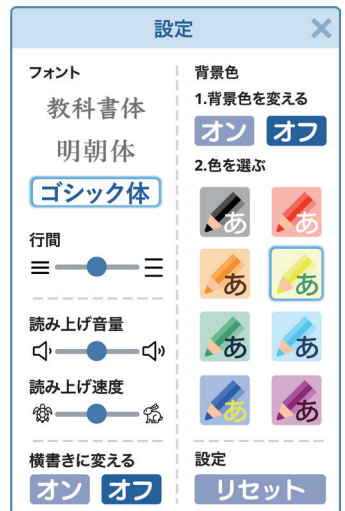 設定
フォント
教科書体
明朝体
ゴシック体
行間
読み上げ音量
読み上げ速度
横書きに変える
オン オフ
背景色
1.背景色を変える
オン オフ
2.色を選ぶ
あ あ
あ あ
あ あ
あ あ
設定
リセット